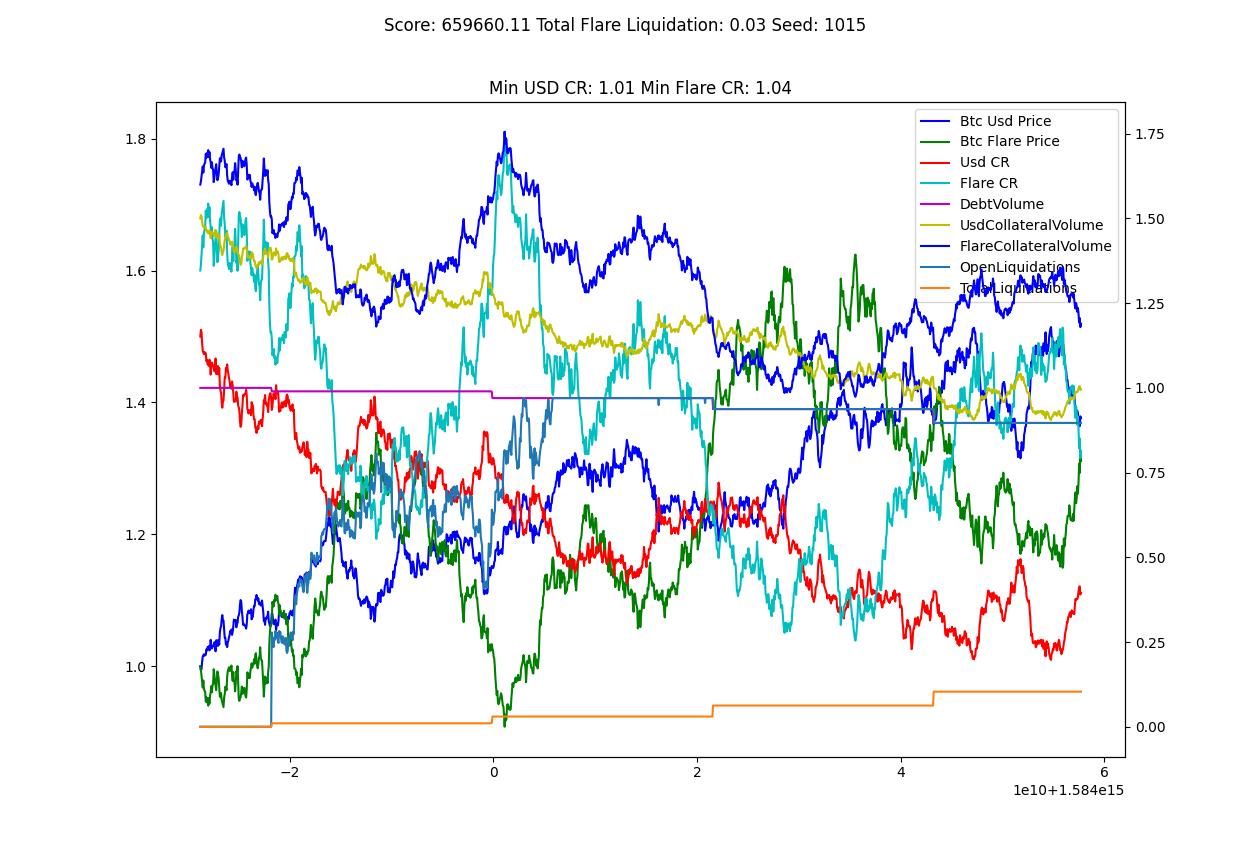 Score: 659660.11 Total Flare Liquidation: 0.03 Seed: 1015
Min USD CR: 1.01 Min Flare CR: 1.04
Btc Usd Price
Btc Flare Price
Usd CR
Flare CR
DebtVolume
UsdCollateralVolume
FlareCollateralVolume
OpenLiquidations
TotalLiquidations
1.8
1.6
1.4
1.2
1.0
1.75
1.50
1.25
1.00
0.75
0.50
0.25
0.00
−2
0
2
4
6
1e10+1.584e15